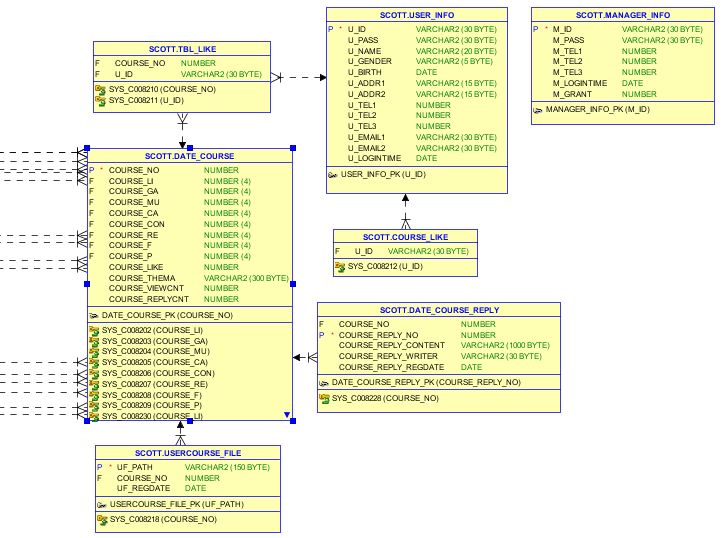 SCOTT.TBL_LIKE
F COURSE_NO NUMBER
F U_ID VARCHAR2 (30 BYTE)
SYS_C008210 (COURSE_NO)
SYS_C008211 (U_ID)
SCOTT.USER_INFO
P * U_ID VARCHAR2 (30 BYTE)
U_PASS VARCHAR2 (30 BYTE)
U_NAME VARCHAR2 (20 BYTE)
U_GENDER VARCHAR2 (5 BYTE)
U_BIRTH DATE
U_ADDR1 VARCHAR2 (15 BYTE)
U_ADDR2 VARCHAR2 (15 BYTE)
U_TEL1 NUMBER
U_TEL2 NUMBER
U_TEL3 NUMBER
U_EMAIL1 VARCHAR2 (30 BYTE)
U_EMAIL2 VARCHAR2 (30 BYTE)
U_LOGINTIME DATE
USER_INFO_PK (U_ID)
SCOTT.MANAGER_INFO
P * M_ID VARCHAR2 (30 BYTE)
M_PASS VARCHAR2 (30 BYTE)
M_TEL1 NUMBER
M_TEL2 NUMBER
M_TEL3 NUMBER
M_LOGINTIME DATE
M_GRANT NUMBER
MANAGER_INFO_PK (M_ID)
SCOTT.DATE_COURSE
P * COURSE_NO NUMBER
F COURSE_LI NUMBER (4)
F COURSE_GA NUMBER (4)
F COURSE_MU NUMBER (4)
F COURSE_CA NUMBER (4)
F COURSE_CON NUMBER (4)
F COURSE_RE NUMBER (4)
F COURSE_F NUMBER (4)
F COURSE_P NUMBER (4)
COURSE_LIKE NUMBER
COURSE_THEMA VARCHAR2 (300 BYTE)
COURSE_VIEWCNT NUMBER
COURSE_REPLYCNT NUMBER
DATE_COURSE_PK (COURSE_NO)
SYS_C008202 (COURSE_LI)
SYS_C008203 (COURSE_GA)
SYS_C008204 (COURSE_MU)
SYS_C008205 (COURSE_CA)
SYS_C008206 (COURSE_CON)
SYS_C008207 (COURSE_RE)
SYS_C008208 (COURSE_F)
SYS_C008209 (COURSE_P)
SYS_C008230 (COURSE_LI)
SCOTT.COURSE_LIKE
F U_ID VARCHAR2 (30 BYTE)
SYS_C008212 (U_ID)
SCOTT.DATE_COURSE_REPLY
F COURSE_NO NUMBER
P * COURSE_REPLY_NO NUMBER
COURSE_REPLY_CONTENT VARCHAR2 (1000 BYTE)
COURSE_REPLY_WRITER VARCHAR2 (30 BYTE)
COURSE_REPLY_REGDATE DATE
DATE_COURSE_REPLY_PK (COURSE_REPLY_NO)
SYS_C008228 (COURSE_NO)
SCOTT.USERCOURSE_FILE
P * UF_PATH VARCHAR2 (150 BYTE)
F COURSE_NO NUMBER
UF_REGDATE DATE
USERCOURSE_FILE_PK (UF_PATH)
SYS_C008218 (COURSE_NO)